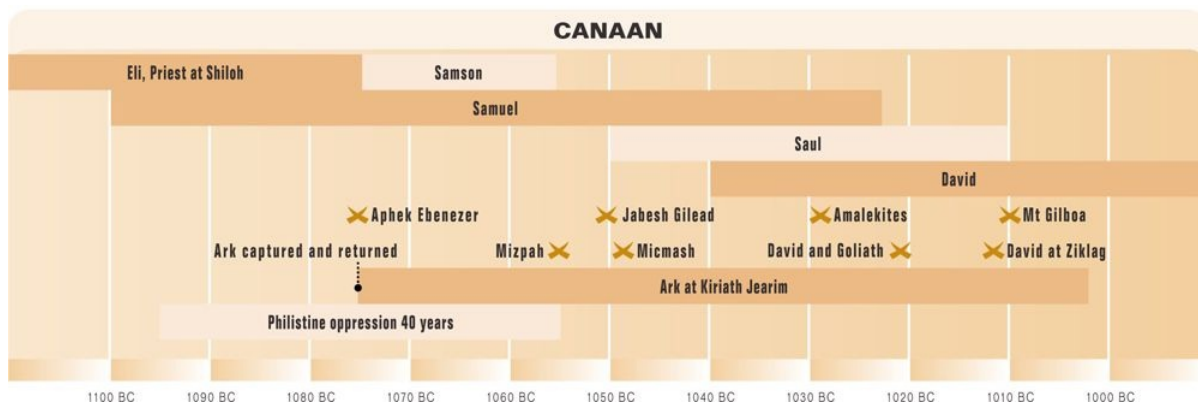 CANAAN
Eli, Priest at Shiloh
Samson
Samuel
Saul
David
Aphek Ebenezer
Jabesh Gilead
Amalekites
Mt Gilboa
Ark captured and returned
Mizpah
Micmash
David and Goliath
David at Ziklag
Ark at Kiriath Jearim
Philistine oppression 40 years
1100 BC
1090 BC
1080 BC
1070 BC
1060 BC
1050 BC
1040 BC
1030 BC
1020 BC
1010 BC
1000 BC